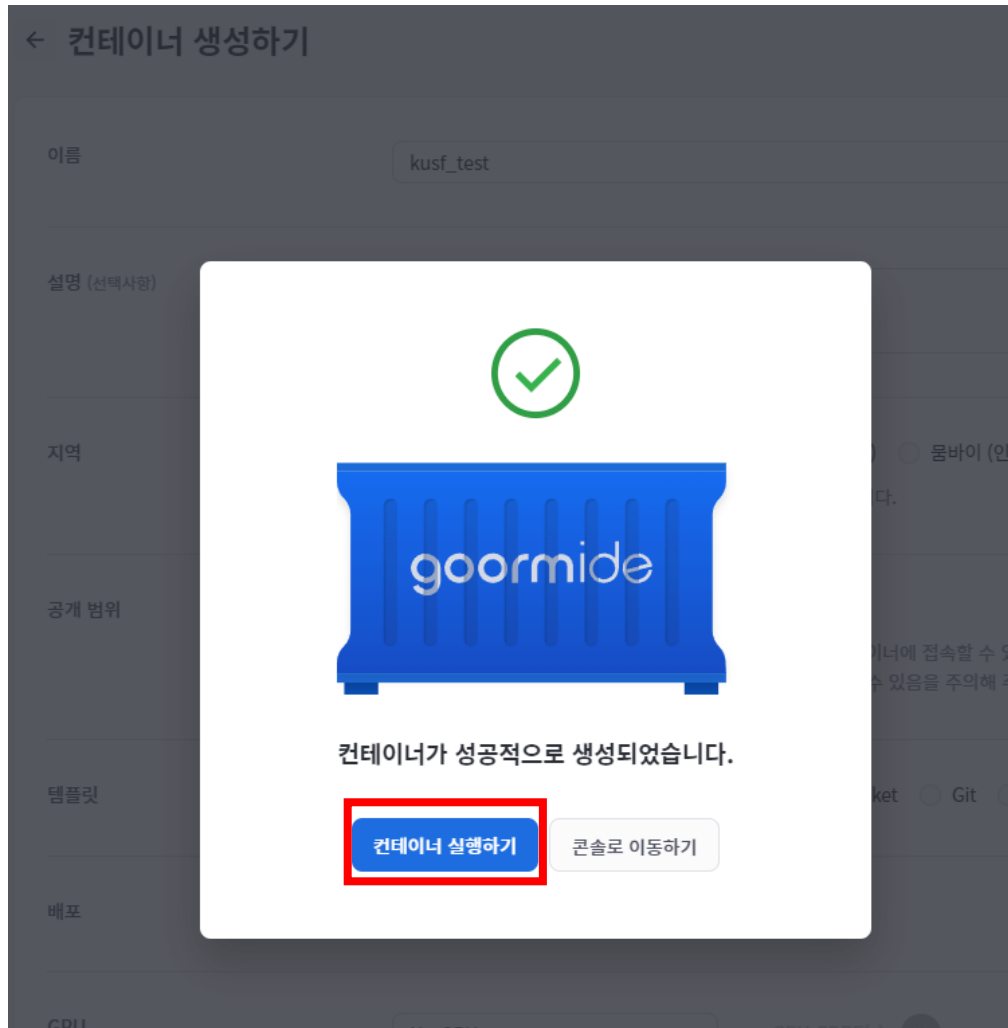 ← 컨테이너 생성하기
이름
kusf_test
설명 (선택사항)
지역
) 뭄바이 (인
다.
goormide
공개 범위
이너에 접속할 수
수 있음을 주의해
컨테이너가 성공적으로 생성되었습니다.
템플릿
ket Git
컨테이너 실행하기
콘솔로 이동하기
배포